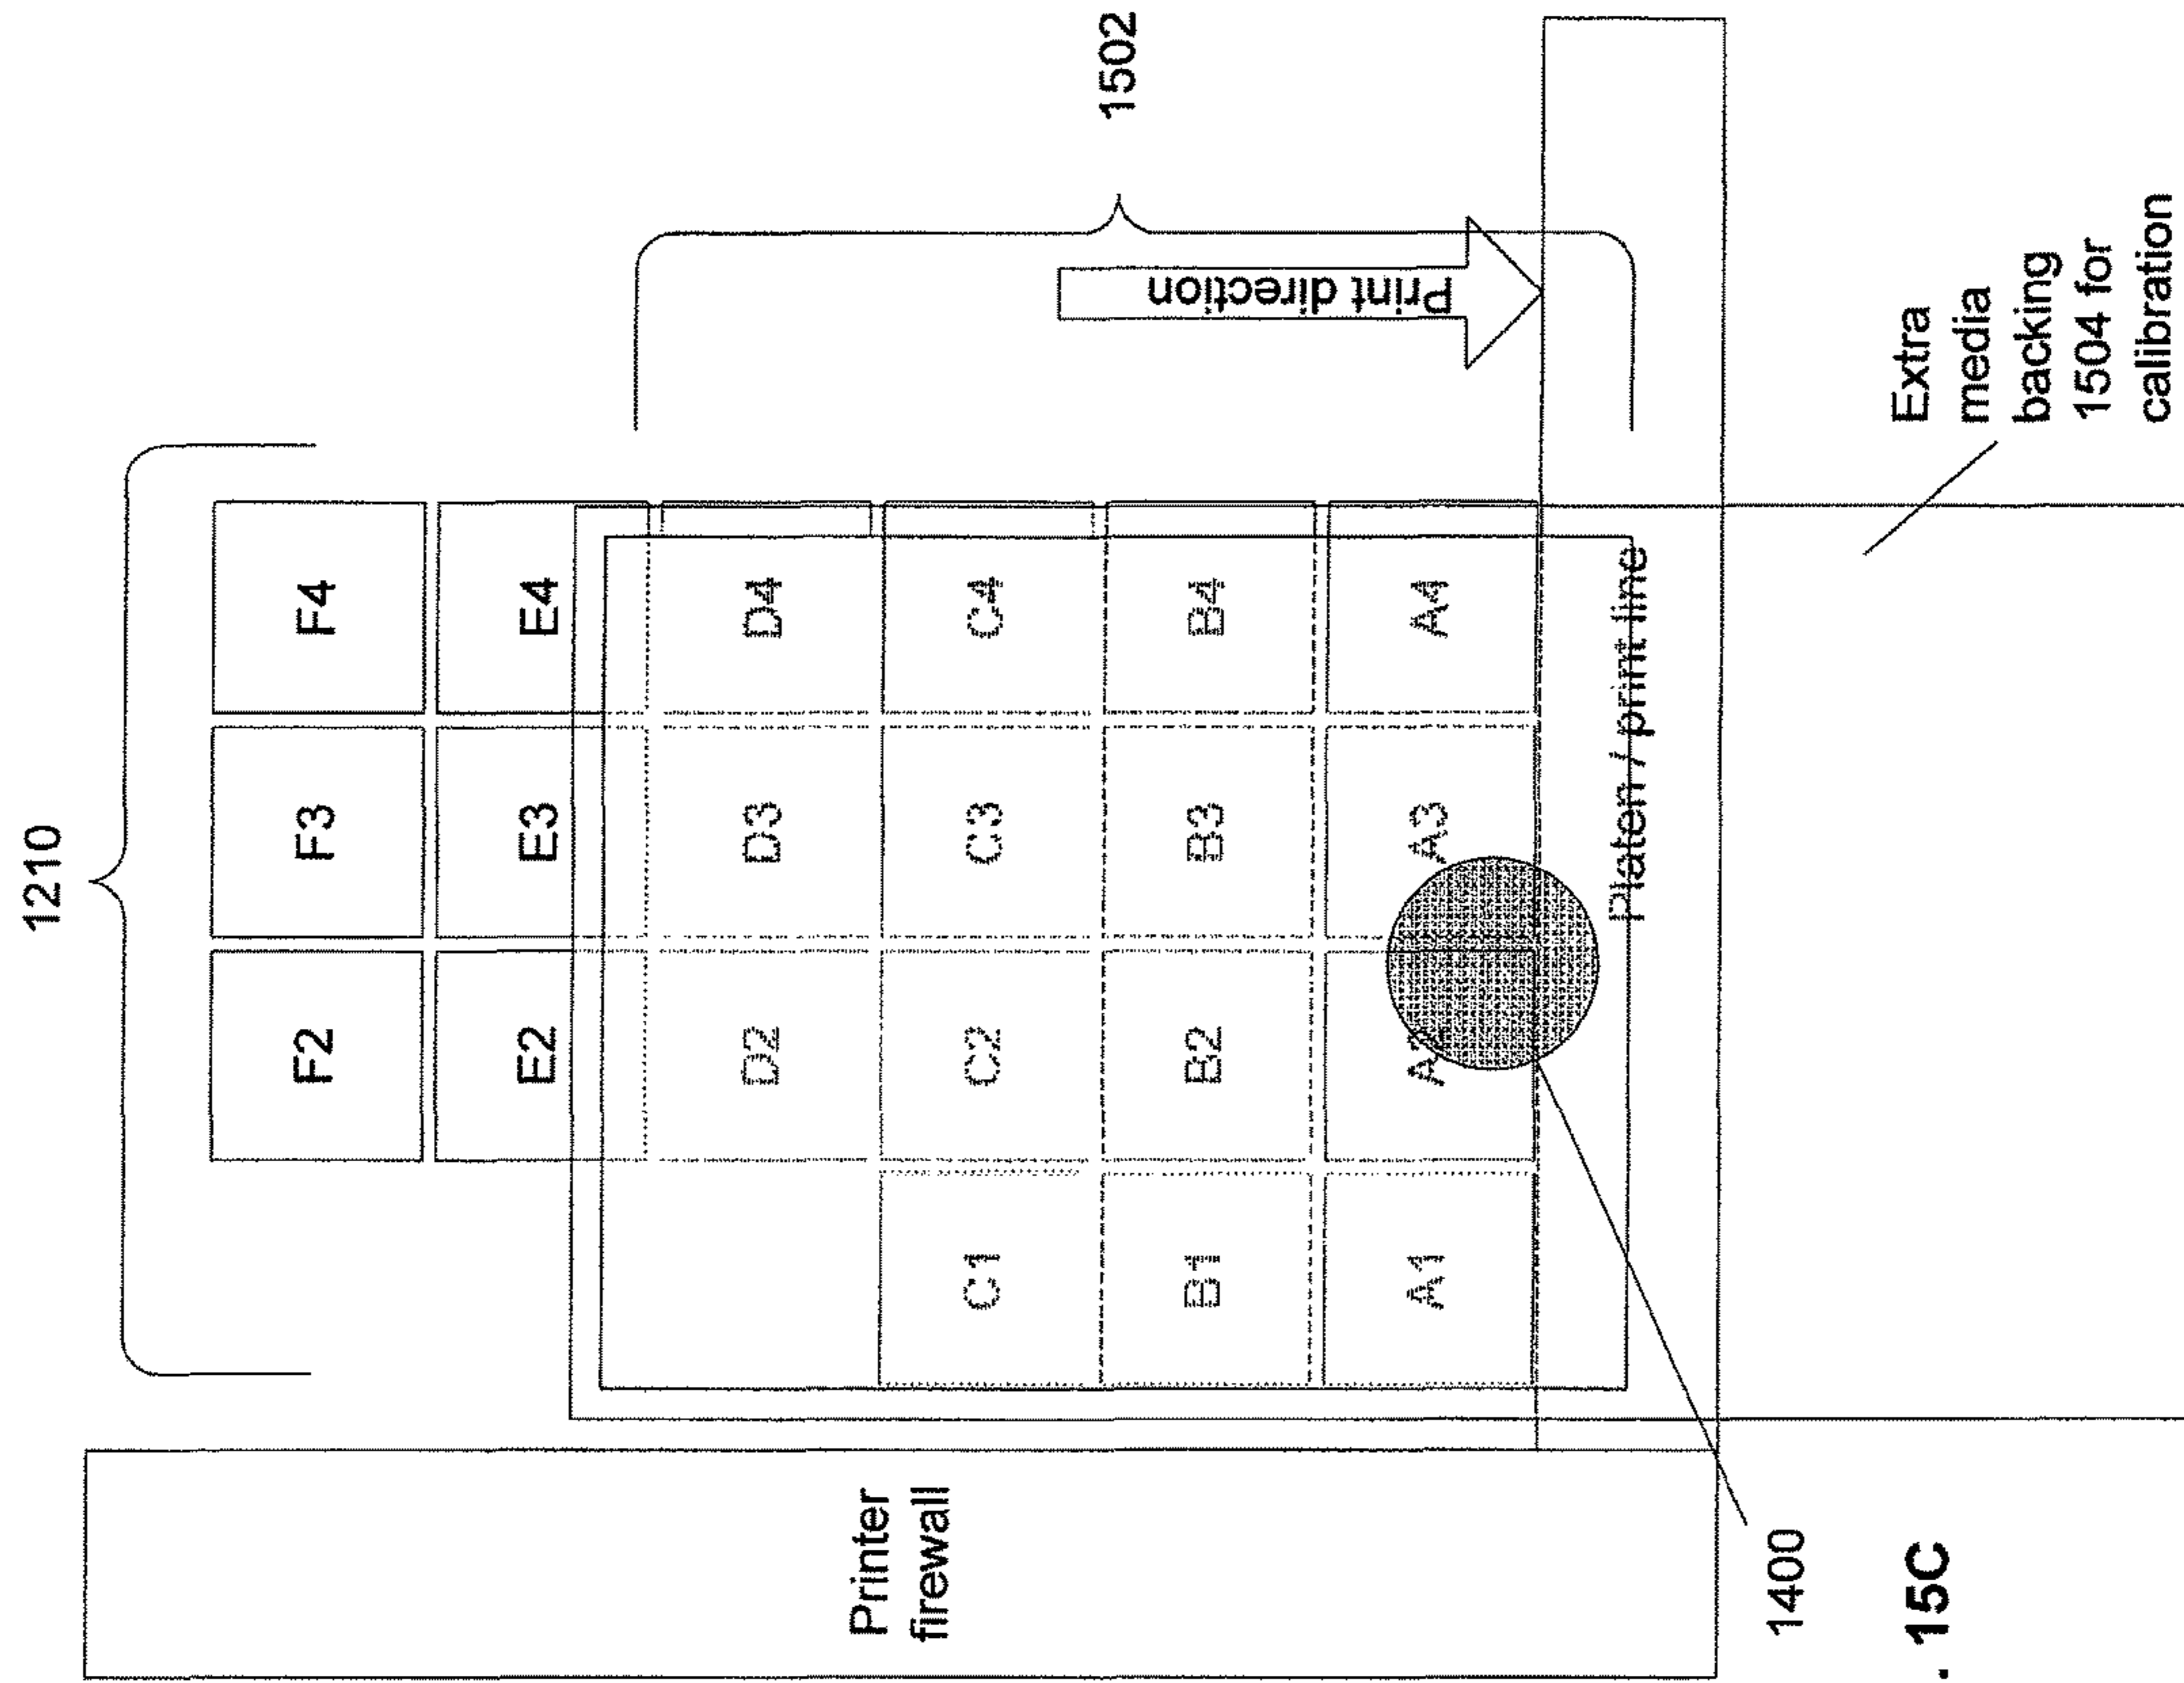 1210
F4
F3
F2
E4
E3
E2
D4
D3
D2
C4
C3
C2
C1
B4
B3
B2
B1
A4
A3
A2
A1
1502
Print direction
Platen / print line
Printer
firewall
Extra
media
backing
1504 for
calibration
1400
. 15C